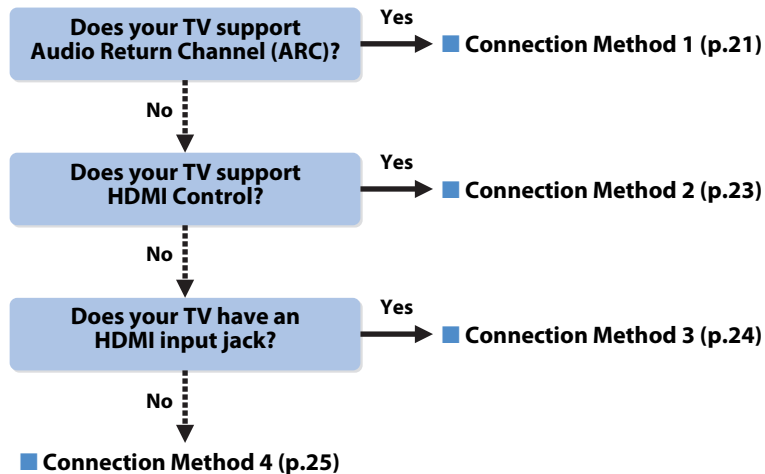 Does your TV support
Audio Return Channel (ARC)?
Yes
Connection Method 1 (p.21)
No
Does your TV support
HDMI Control?
Yes
Connection Method 2 (p.23)
No
Does your TV have an
HDMI input jack?
Yes
Connection Method 3 (p.24)
No
Connection Method 4 (p.25)